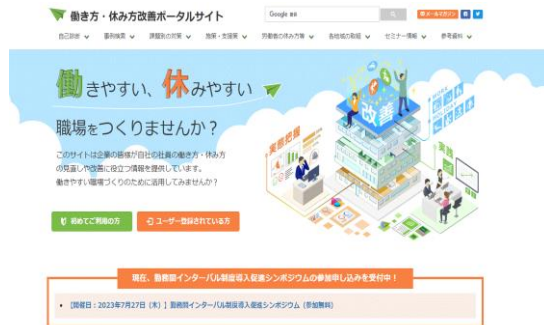 働き方・休み方改善ポータルサイト
Google
メールマガジン
自己診断 事例検索 課題別の対策 施策・支援策 労働者の休み方等 各地域の取組 セミナー情報 参考資料
働きやすい、休みやすい
職場をつくりませんか？
このサイトは企業の皆様が自社の社員の働き方・休み方
の見直しや改善に役立つ情報を提供しています。
働きやすい職場づくりのために活用してみませんか？
初めてご利用の方
ユーザー登録されている方
改善
実態把握
実施
現在、勤務間インターバル制度導入促進シンポジウムの参加申し込みを受付中！
・ [開催日：2023年7月27日（木）] 勤務間インターバル制度導入促進シンポジウム（参加無料）